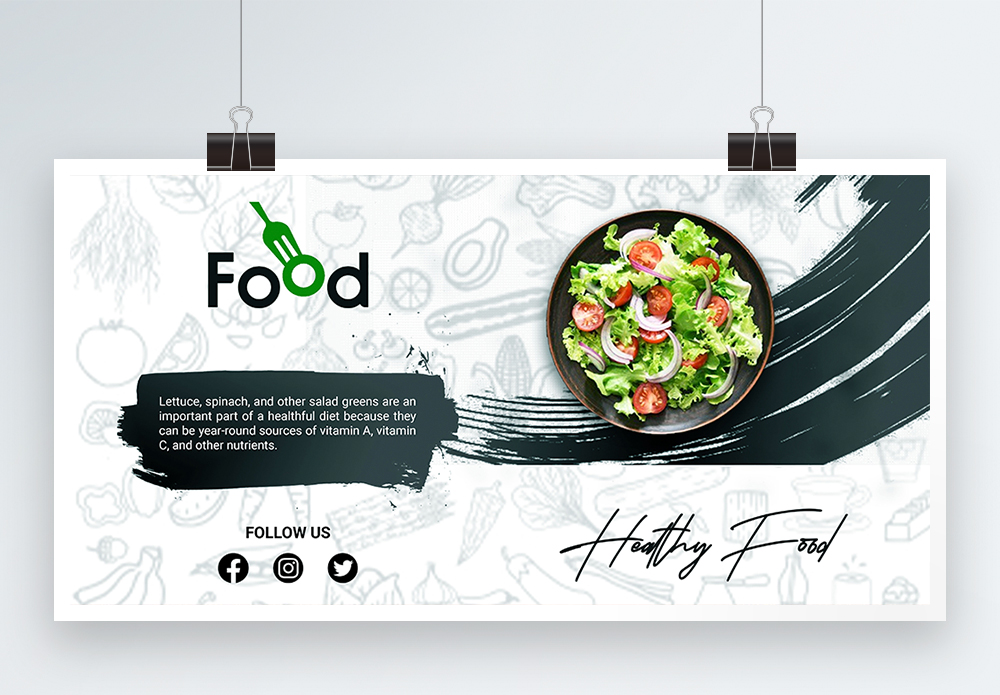 Food
Lettuce, spinach, and other salad greens are an
important part of a healthful diet because they
can be year-round sources of vitamin A, vitamin
C, and other nutrients.
FOLLOW US
Healthy Food